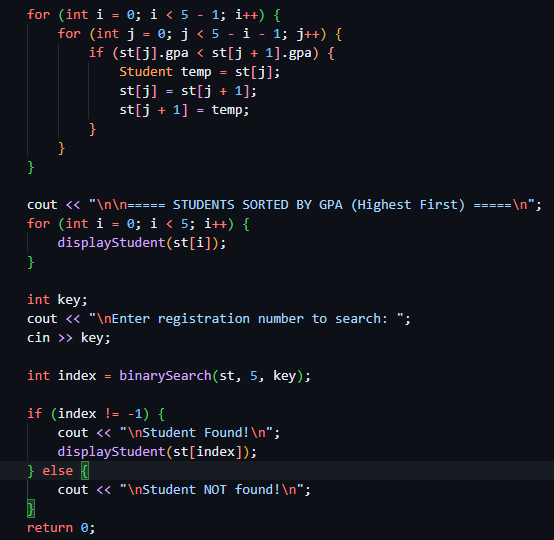 for (int i = 0; i < 5 - 1; i++) {
    for (int j = 0; j < 5 - i - 1; j++) {
        if (st[j].gpa < st[j + 1].gpa) {
            Student temp = st[j];
            st[j] = st[j + 1];
            st[j + 1] = temp;
        }
    }
}

cout << "\n\n===== STUDENTS SORTED BY GPA (Highest First) =====\n";
for (int i = 0; i < 5; i++) {
    displayStudent(st[i]);
}

int key;
cout << "\nEnter registration number to search: ";
cin >> key;

int index = binarySearch(st, 5, key);

if (index != -1) {
    cout << "\nStudent Found!\n";
    displayStudent(st[index]);
} else {
    cout << "\nStudent NOT found!\n";
}
return 0;